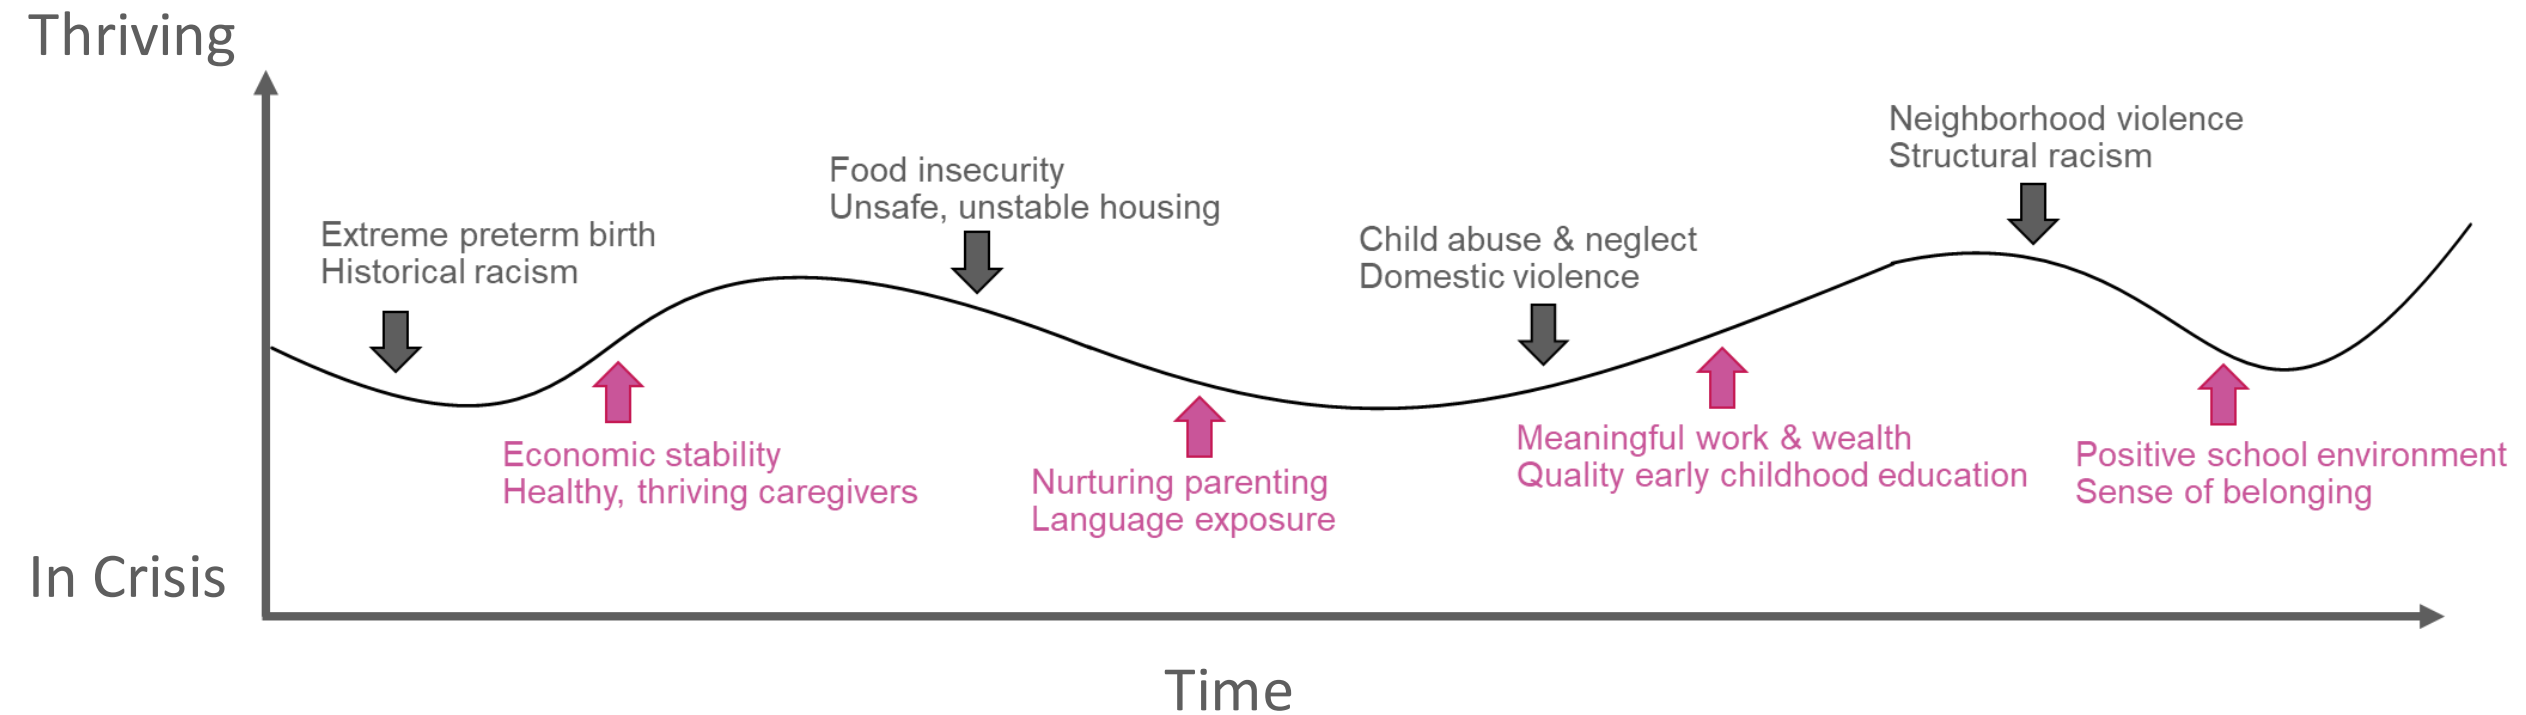 Thriving
Neighborhood violence
Structural racism
Food insecurity
Unsafe, unstable housing
Extreme preterm birth
Historical racism
Child abuse & neglect
Domestic violence
Economic stability
Healthy, thriving caregivers
Nurturing parenting
Language exposure
Meaningful work & wealth
Quality early childhood education
Positive school environment
Sense of belonging
In Crisis
Time